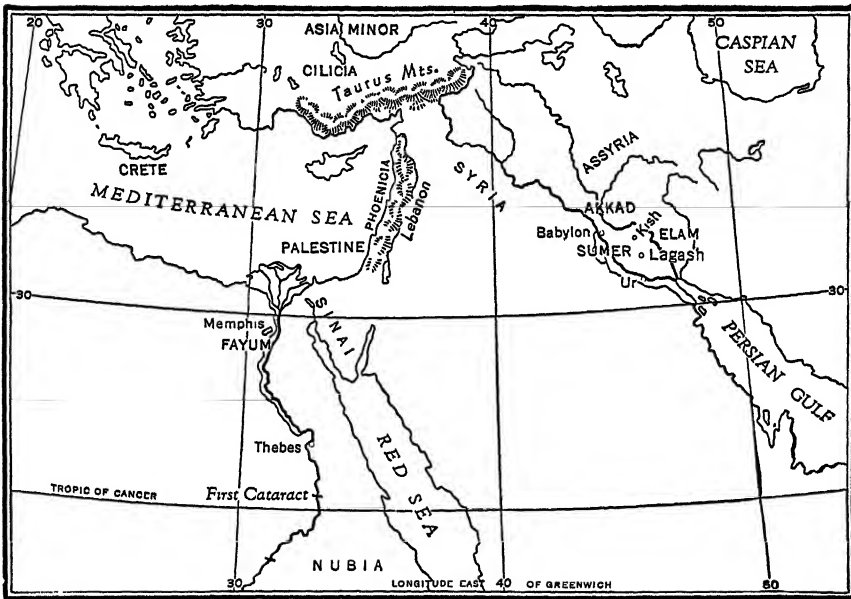 20
30
40
50
ASIA MINOR
CASPIAN
SEA
CILICIA
Taurus Mts.
ASSYRIA
CRETE
SYRIA
PHOENICIA
Lebanon
MEDITERRANEAN SEA
AKKAD
Babylon
Kish
ELAM
PALESTINE
SUMER
Lagash
Ur
30
30
SINAI
Memphis
FAYUM
PERSIAN GULF
Thebes
RED SEA
TROPIC OF CANCER
First Cataract
NUBIA
30
LONGITUDE EAST
40
OF GREENWICH
50